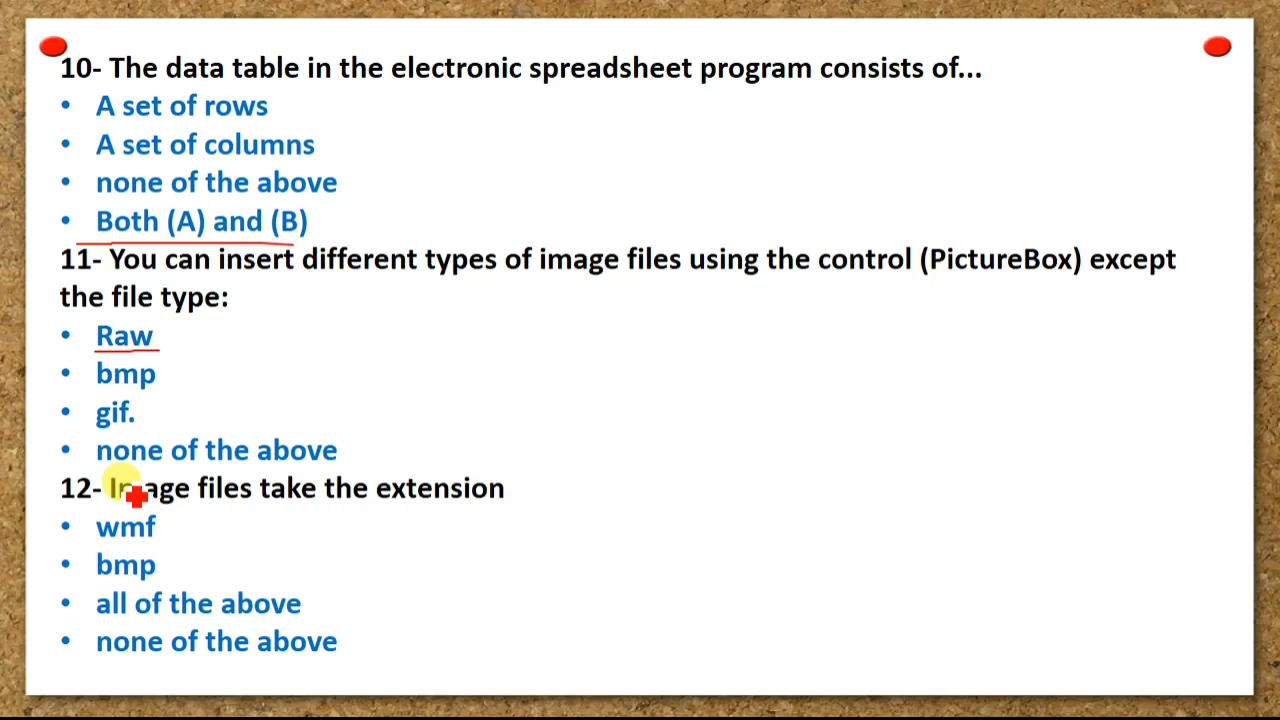 10- The data table in the electronic spreadsheet program consists of...
• A set of rows
• A set of columns
• none of the above
• Both (A) and (B)
11- You can insert different types of image files using the control (PictureBox) except
the file type:
• Raw
• bmp
• gif.
• none of the above
12- Image files take the extension
• wmf
• bmp
• all of the above
• none of the above